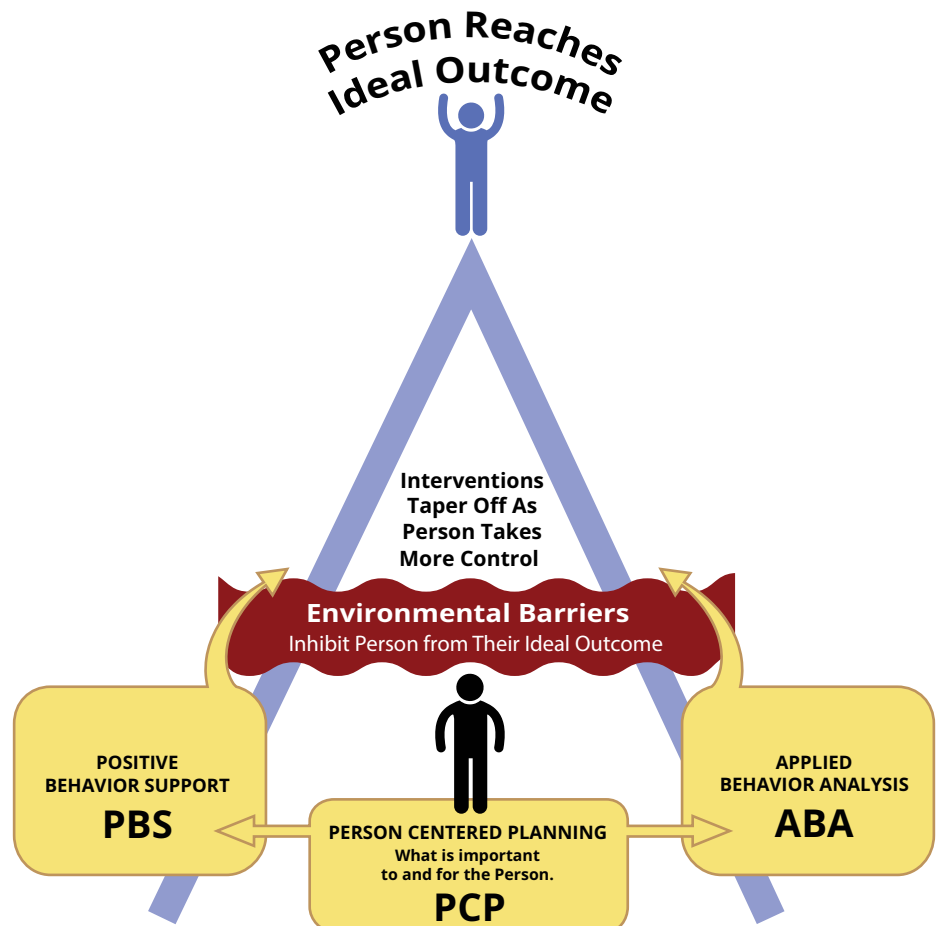 Person Reaches
Ideal Outcome
Interventions
Taper Off As
Person Takes
More Control
Environmental Barriers
Inhibit Person from Their Ideal Outcome
POSITIVE
BEHAVIOR SUPPORT
PBS
APPLIED
BEHAVIOR ANALYSIS
ABA
PERSON CENTERED PLANNING
What is important
to and for the Person.
PCP